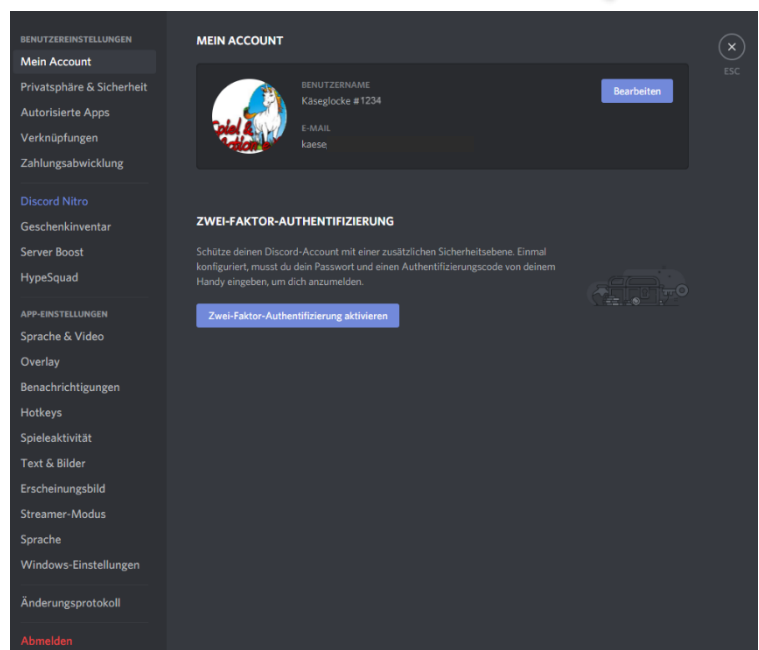 BENUTZEREINSTELLUNGEN
Mein Account
Privatsphäre & Sicherheit
Autorisierte Apps
Verknüpfungen
Zahlungsabwicklung
Discord Nitro
Geschenkinventar
Server Boost
HypeSquad
APP-EINSTELLUNGEN
Sprache & Video
Overlay
Benachrichtigungen
Hotkeys
Spieleaktivität
Text & Bilder
Erscheinungsbild
Streamer-Modus
Sprache
Windows-Einstellungen
Änderungsprotokoll
Abmelden
MEIN ACCOUNT
Spiel &
Action
BENUTZERNAME
Käseglocke #1234
E-MAIL
kaese
Bearbeiten
ESC
ZWEI-FAKTOR-AUTHENTIFIZIERUNG
Schütze deinen Discord-Account mit einer zusätzlichen Sicherheitsebene. Einmal
konfiguriert, musst du dein Passwort und einen Authentifizierungscode von deinem
Handy eingeben, um dich anzumelden.
Zwei-Faktor-Authentifizierung aktivieren